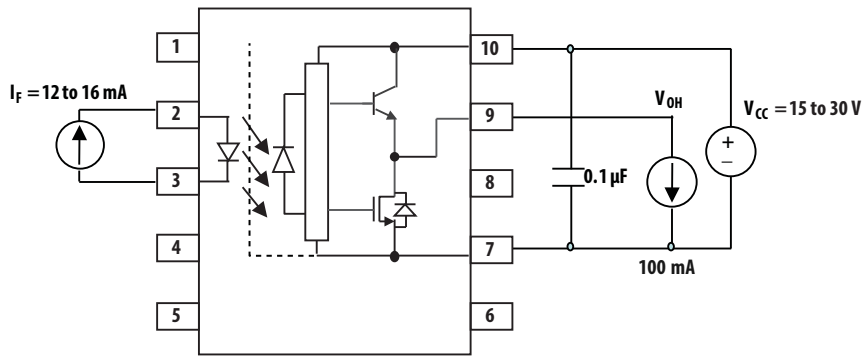 1
10
I_F = 12 to 16 mA
2
9
V_OH
V_CC = 15 to 30 V
+
−
3
8
0.1 µF
4
7
100 mA
5
6